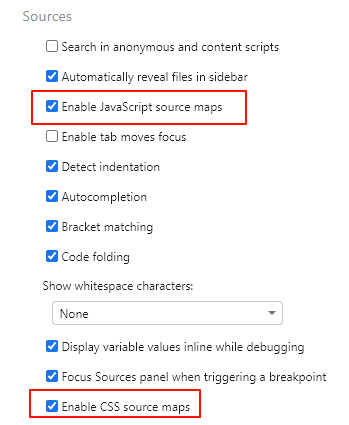 Sources
Search in anonymous and content scripts
Automatically reveal files in sidebar
Enable JavaScript source maps
Enable tab moves focus
Detect indentation
Autocompletion
Bracket matching
Code folding
Show whitespace characters:
None
Display variable values inline while debugging
Focus Sources panel when triggering a breakpoint
Enable CSS source maps